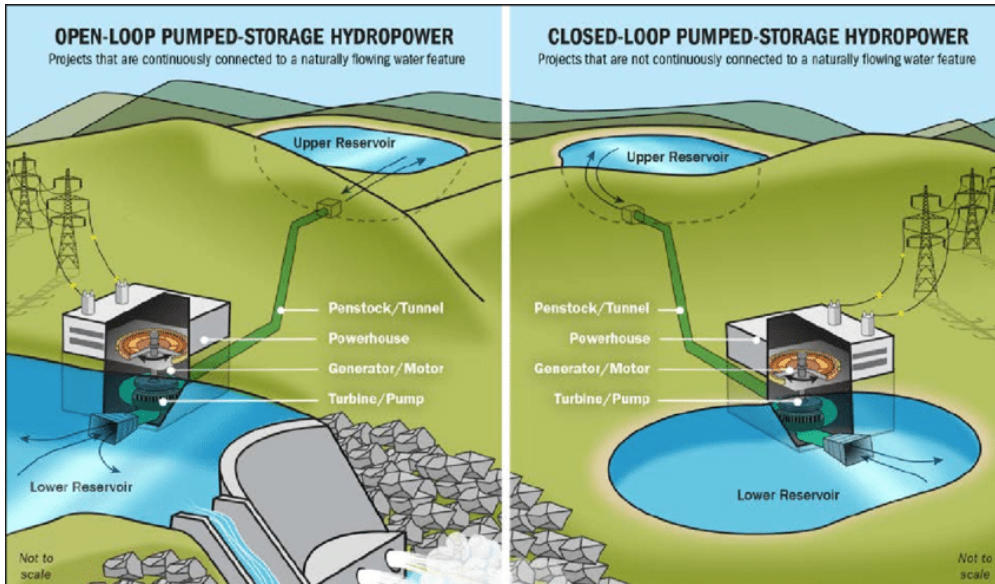 OPEN-LOOP PUMPED-STORAGE HYDROPOWER
Projects that are continuously connected to a naturally flowing water feature
Upper Reservoir
Penstock/Tunnel
Powerhouse
Generator/Motor
Turbine/Pump
Lower Reservoir
Not to
scale
CLOSED-LOOP PUMPED-STORAGE HYDROPOWER
Projects that are not continuously connected to a naturally flowing water feature
Upper Reservoir
Penstock/Tunnel
Powerhouse
Generator/Motor
Turbine/Pump
Lower Reservoir
Not to
scale